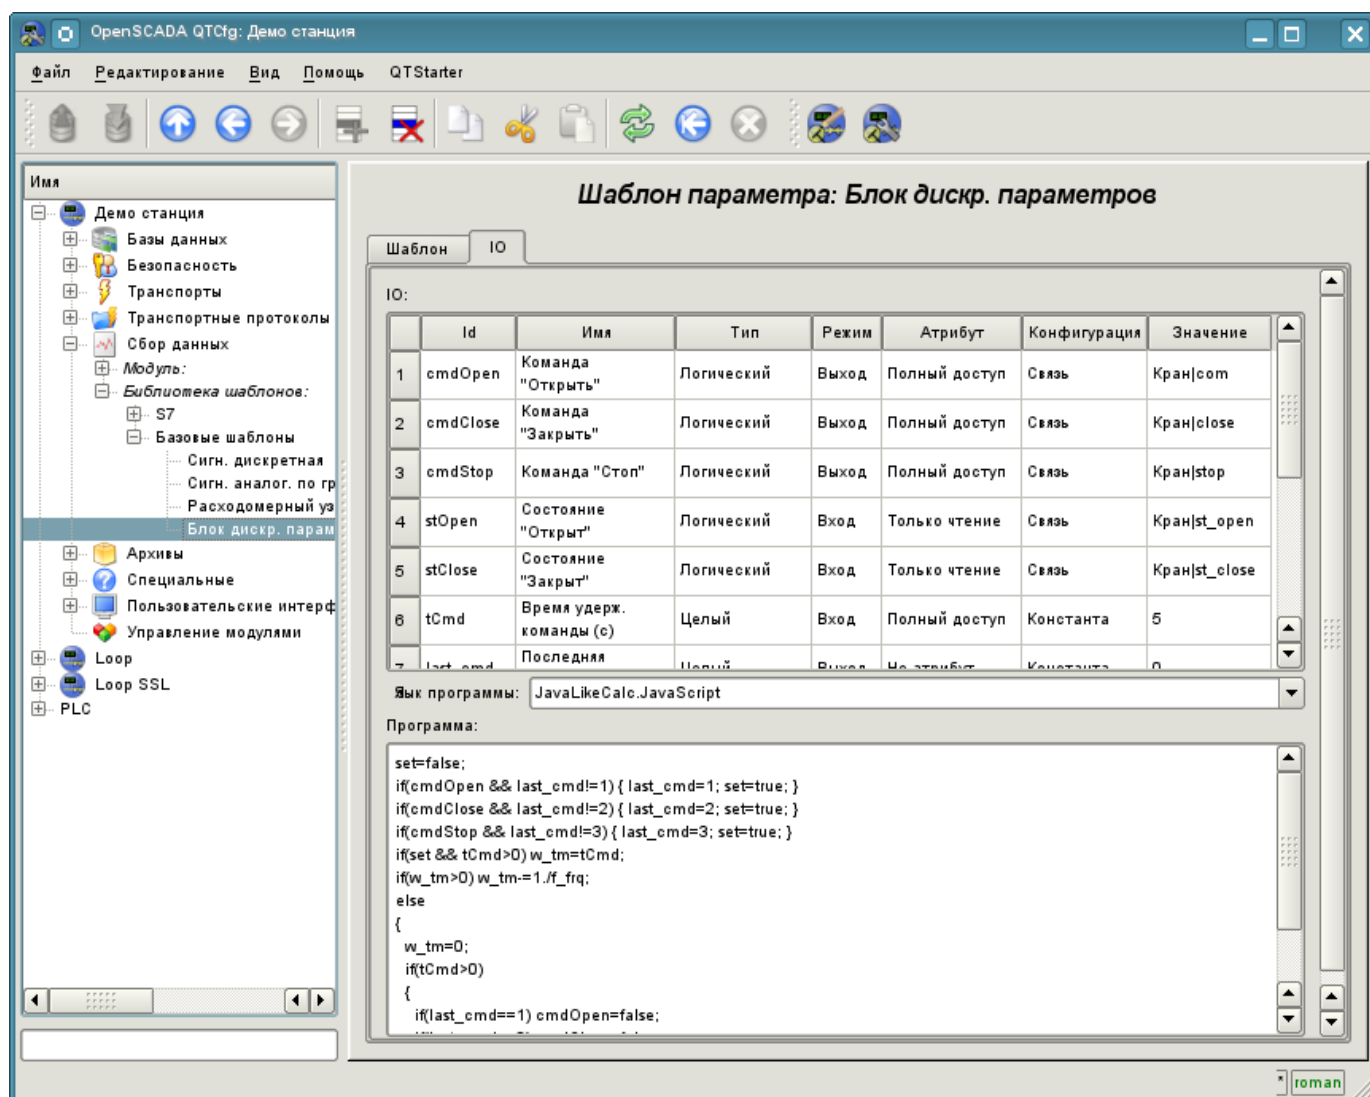 OpenSCADA QTCfg: Демо станция
Файл Редактирование Вид Помощь QTStarter
Имя
Демо станция
Базы данных
Безопасность
Транспорты
Транспортные протоколы
Сбор данных
Модуль:
Библиотека шаблонов:
S7
Базовые шаблоны
Сигн. дискретная
Сигн. аналог. по гр
Расходомерный уз
Блок дискр. парам
Архивы
Специальные
Пользовательские интерф
Управление модулями
Loop
Loop SSL
PLC
Шаблон параметра: Блок дискр. параметров
Шаблон IO
IO:
Id Имя Тип Режим Атрибут Конфигурация Значение
1 cmdOpen Команда "Открыть" Логический Выход Полный доступ Связь Кран|com
2 cmdClose Команда "Закрыть" Логический Выход Полный доступ Связь Кран|close
3 cmdStop Команда "Стоп" Логический Выход Полный доступ Связь Кран|stop
4 stOpen Состояние "Открыт" Логический Вход Только чтение Связь Кран|st_open
5 stClose Состояние "Закрыт" Логический Вход Только чтение Связь Кран|st_close
6 tCmd Время удерж. команды (с) Целый Вход Полный доступ Константа 5
7 last_cmd Последняя Целый Выход Не атрибут Константа 0
Язык программы: JavaLikeCalc.JavaScript
Программа:
set=false;
if(cmdOpen && last_cmd!=1) { last_cmd=1; set=true; }
if(cmdClose && last_cmd!=2) { last_cmd=2; set=true; }
if(cmdStop && last_cmd!=3) { last_cmd=3; set=true; }
if(set && tCmd>0) w_tm=tCmd;
if(w_tm>0) w_tm-=1./f_frq;
else
{
w_tm=0;
if(tCmd>0)
{
if(last_cmd==1) cmdOpen=false;
* roman